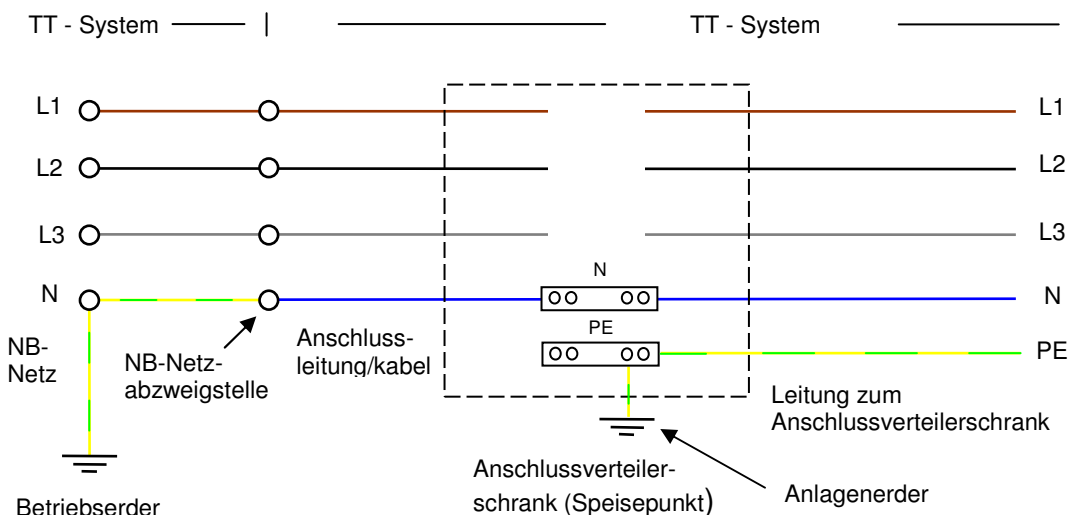 TT - System
TT - System
L1
L1
L2
L2
L3
L3
N
N
N
PE
PE
NB-
Netz
NB-Netz-
abzweigstelle
Anschluss-
leitung/kabel
Leitung zum
Anschlussverteilerschrank
Anschlussverteiler-
schrank (Speisepunkt)
Anlagenerder
Betriebserder